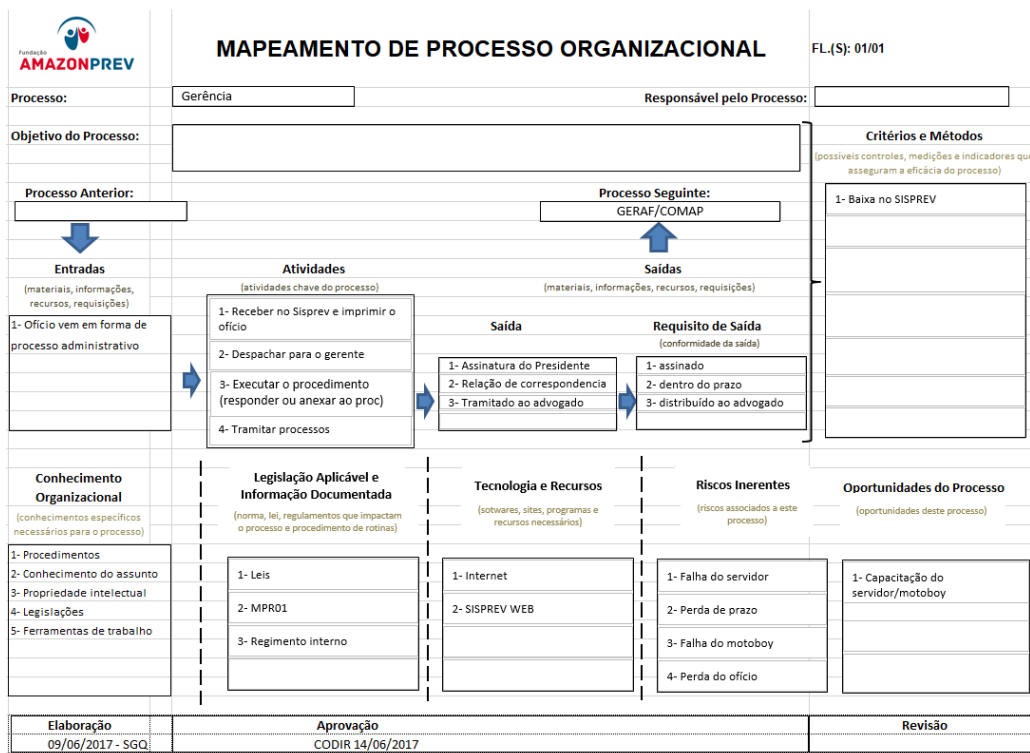 Fundação
AMAZONPREV
MAPEAMENTO DE PROCESSO ORGANIZACIONAL
FL.(S): 01/01
Processo:
Gerência
Responsável pelo Processo:
Objetivo do Processo:
Critérios e Métodos
(possíveis controles, medições e indicadores que
asseguram a eficácia do processo)
1- Baixa no SISPREV
Processo Anterior:
Processo Seguinte:
GERAF/COMAP
Entradas
(materiais, informações,
recursos, requisições)
1- Ofício vem em forma de
processo administrativo
Atividades
(atividades chave do processo)
1- Receber no Sisprev e imprimir o
ofício
2- Despachar para o gerente
3- Executar o procedimento
(responder ou anexar ao proc)
4- Tramitar processos
Saídas
(materiais, informações, recursos, requisições)
Saída
1- Assinatura do Presidente
2- Relação de correspondencia
3- Tramitado ao advogado
Requisito de Saída
(conformidade da saída)
1- assinado
2- dentro do prazo
3- distribuído ao advogado
Conhecimento
Organizacional
(conhecimentos específicos
necessários para o processo)
1- Procedimentos
2- Conhecimento do assunto
3- Propriedade intelectual
4- Legislações
5- Ferramentas de trabalho
Legislação Aplicável e
Informação Documentada
(norma, lei, regulamentos que impactam
o processo e procedimento de rotinas)
1- Leis
2- MPR01
3- Regimento interno
Tecnologia e Recursos
(sotwares, sites, programas e
recursos necessários)
1- Internet
2- SISPREV WEB
Riscos Inerentes
(riscos associados a este
processo)
1- Falha do servidor
2- Perda de prazo
3- Falha do motoboy
4- Perda do ofício
Oportunidades do Processo
(oportunidades deste processo)
1- Capacitação do
servidor/motoboy
Elaboração
09/06/2017 - SGQ
Aprovação
CODIR 14/06/2017
Revisão